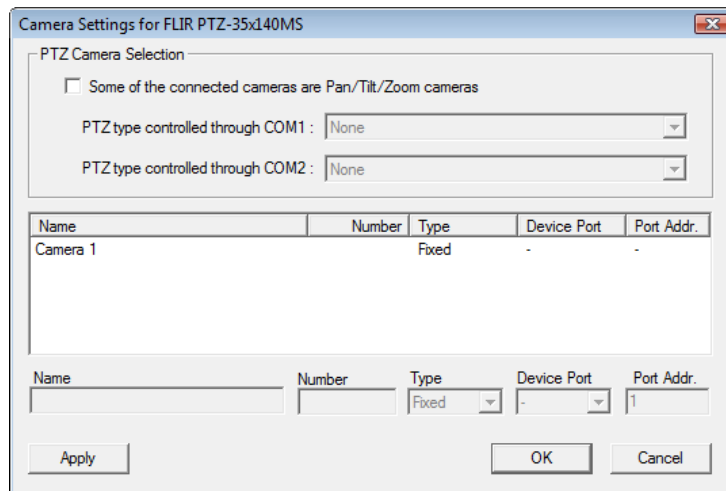 Camera Settings for FLIR PTZ-35x140MS
PTZ Camera Selection
Some of the connected cameras are Pan/Tilt/Zoom cameras
PTZ type controlled through COM1 : None
PTZ type controlled through COM2 : None
Name Number Type Device Port Port Addr.
Camera 1 Fixed - -
Name Number Type Device Port Port Addr.
Fixed - 1
Apply OK Cancel